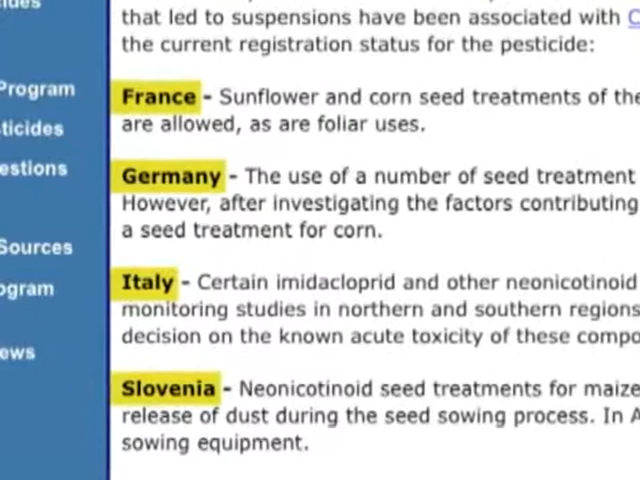 that led to suspensions have been associated with
the current registration status for the pesticide:
Program
France - Sunflower and corn seed treatments of the
are allowed, as are foliar uses.
ticides
estions
Germany - The use of a number of seed treatment
However, after investigating the factors contributing
a seed treatment for corn.
Sources
ogram
Italy - Certain imidacloprid and other neonicotinoid
monitoring studies in northern and southern regions
decision on the known acute toxicity of these compo
ews
Slovenia - Neonicotinoid seed treatments for maize
release of dust during the seed sowing process. In A
sowing equipment.